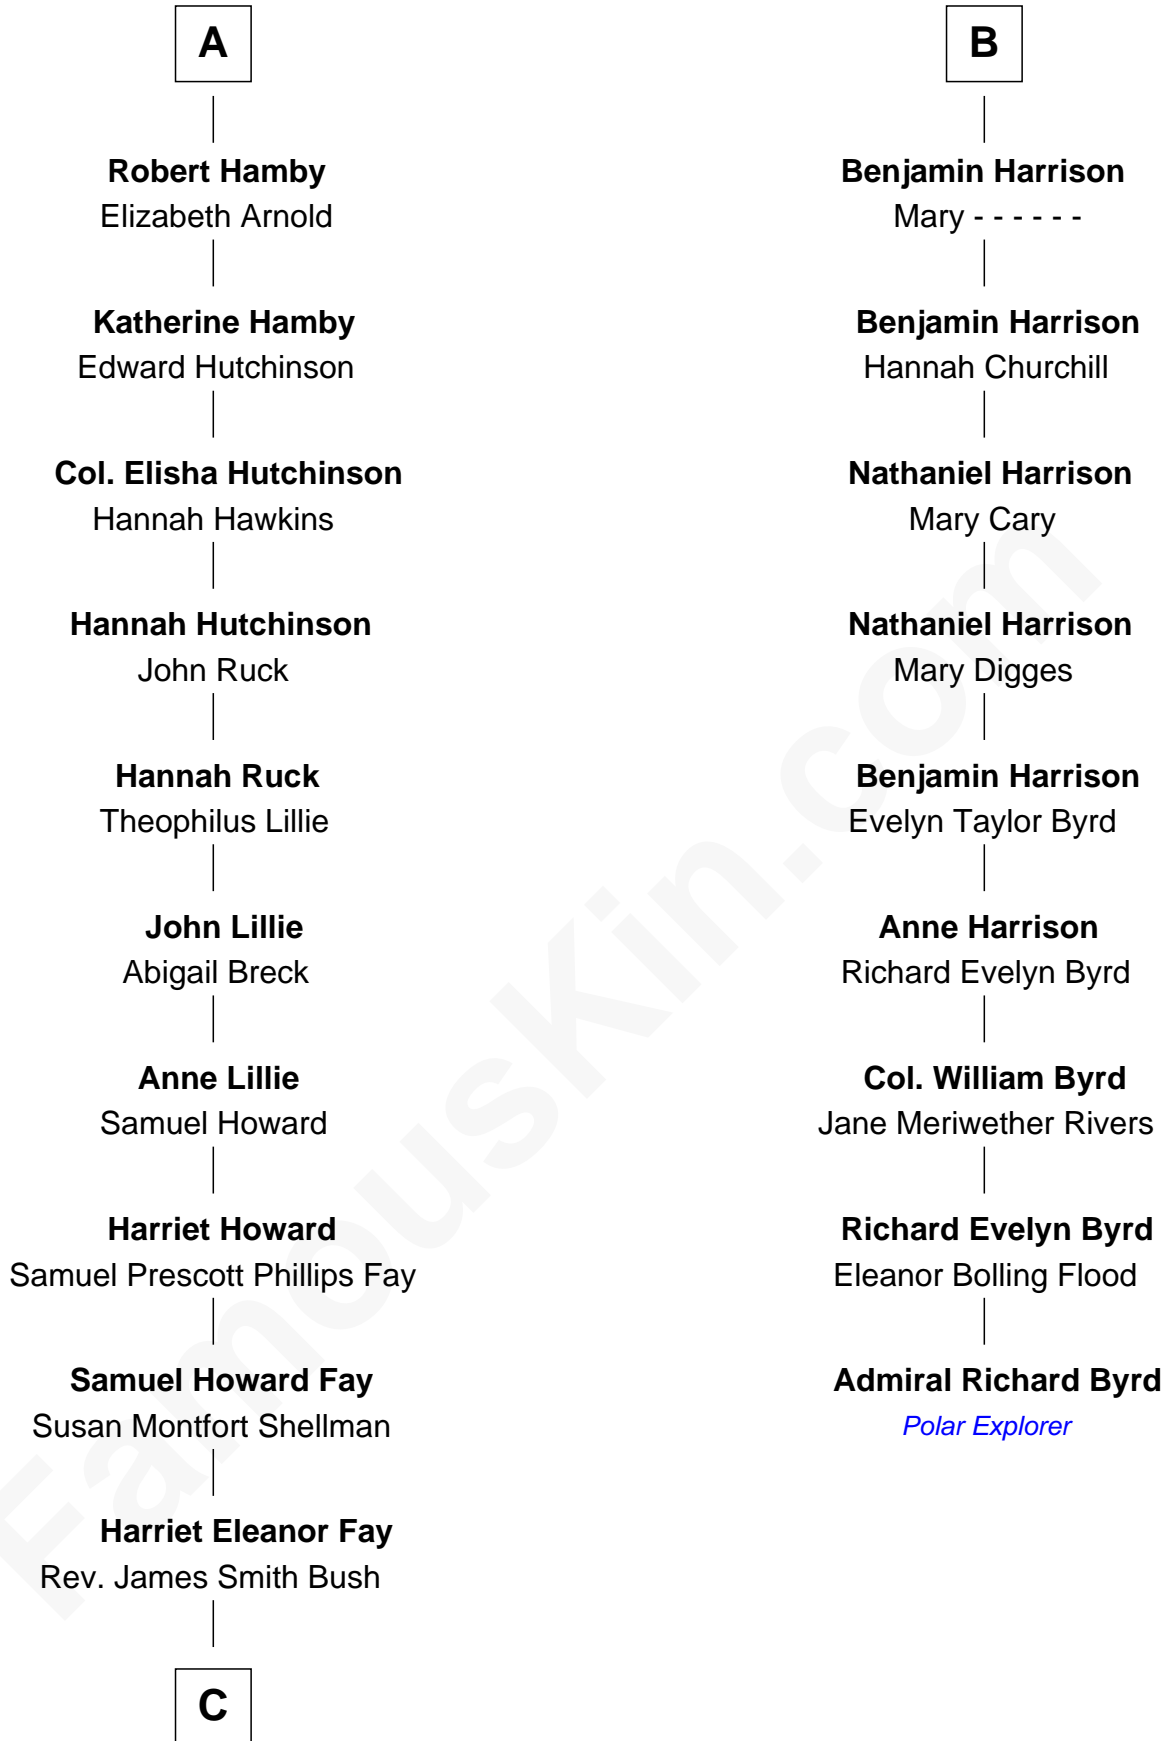 A
Robert Hamby
Elizabeth Arnold
Katherine Hamby
Edward Hutchinson
Col. Elisha Hutchinson
Hannah Hawkins
Hannah Hutchinson
John Ruck
Hannah Ruck
Theophilus Lillie
John Lillie
Abigail Breck
Anne Lillie
Samuel Howard
Harriet Howard
Samuel Prescott Phillips Fay
Samuel Howard Fay
Susan Montfort Shellman
Harriet Eleanor Fay
Rev. James Smith Bush
C
B
Benjamin Harrison
Mary - - - - - -
Benjamin Harrison
Hannah Churchill
Nathaniel Harrison
Mary Cary
Nathaniel Harrison
Mary Digges
Benjamin Harrison
Evelyn Taylor Byrd
Anne Harrison
Richard Evelyn Byrd
Col. William Byrd
Jane Meriwether Rivers
Richard Evelyn Byrd
Eleanor Bolling Flood
Admiral Richard Byrd
Polar Explorer
FamousKin.com